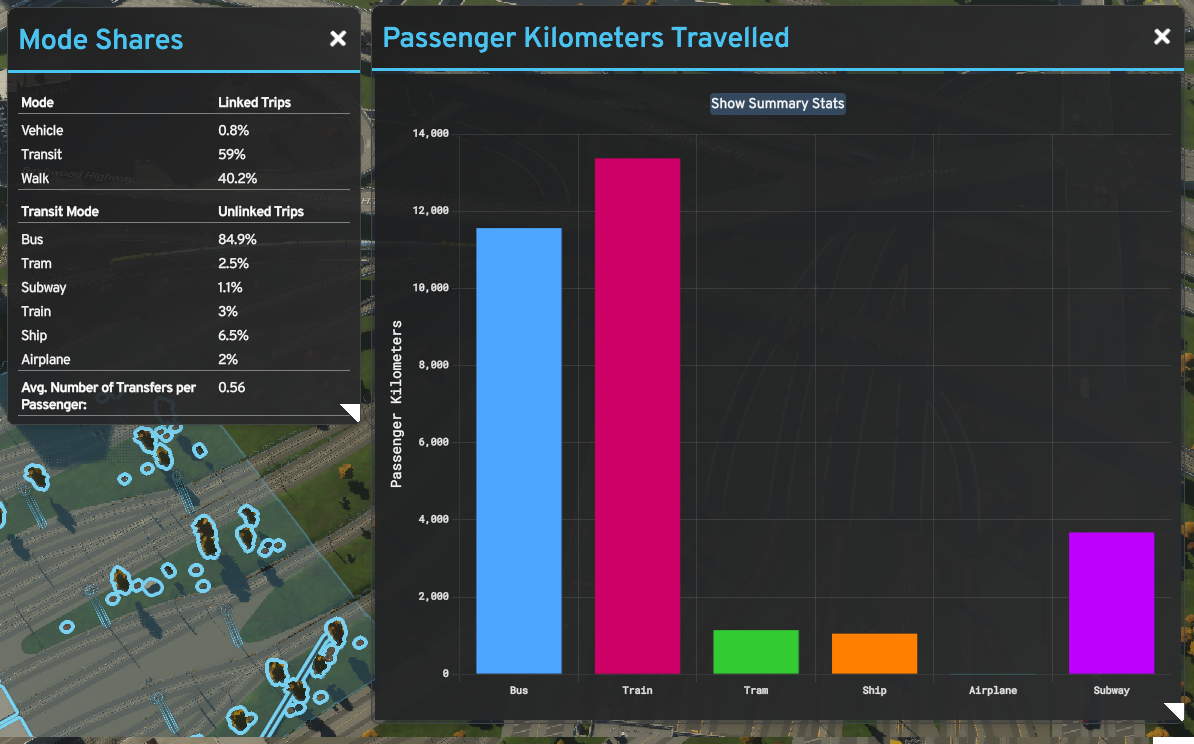 Mode Shares
Mode Linked Trips
Vehicle 0.8%
Transit 59%
Walk 40.2%
Transit Mode Unlinked Trips
Bus 84.9%
Tram 2.5%
Subway 1.1%
Train 3%
Ship 6.5%
Airplane 2%
Avg. Number of Transfers per 0.56
Passenger:
Passenger Kilometers Travelled
Show Summary Stats
Passenger Kilometers
14,000
12,000
10,000
8,000
6,000
4,000
2,000
0
Bus Train Tram Ship Airplane Subway